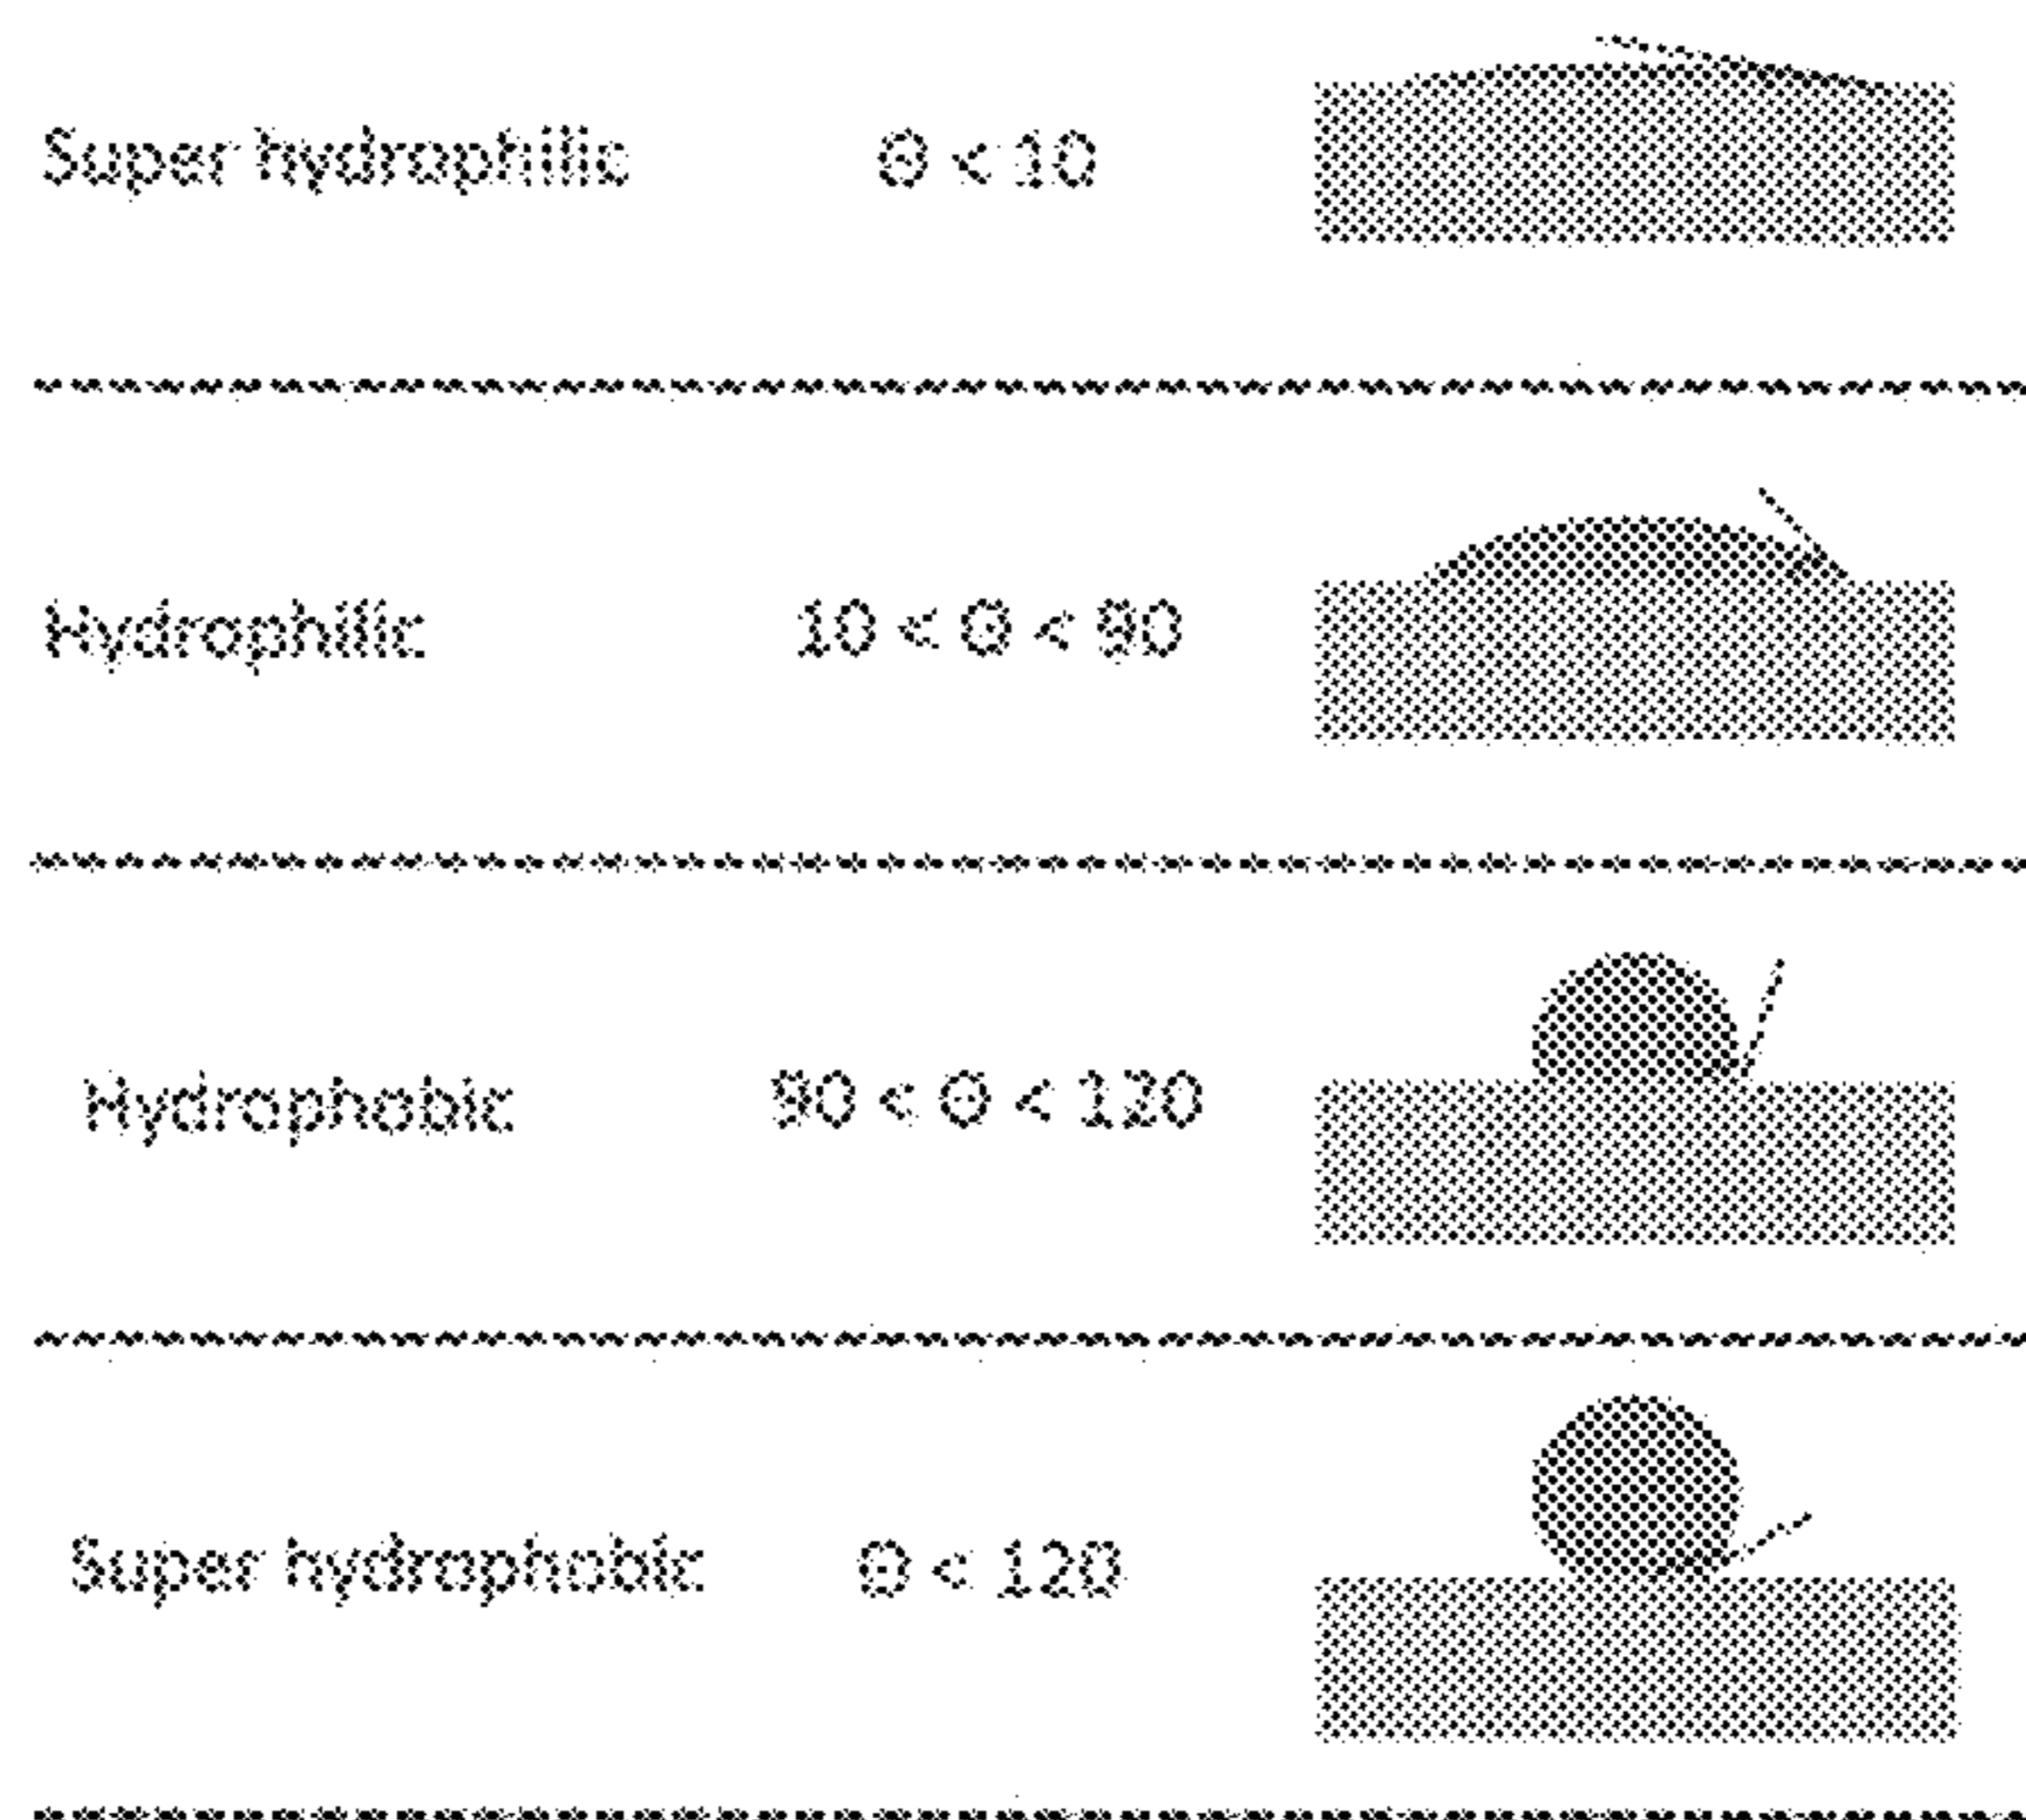 Super hydrophilic Θ < 10
Hydrophilic 10 < Θ < 90
Hydrophobic 90 < Θ < 120
Super hydrophobic Θ < 120